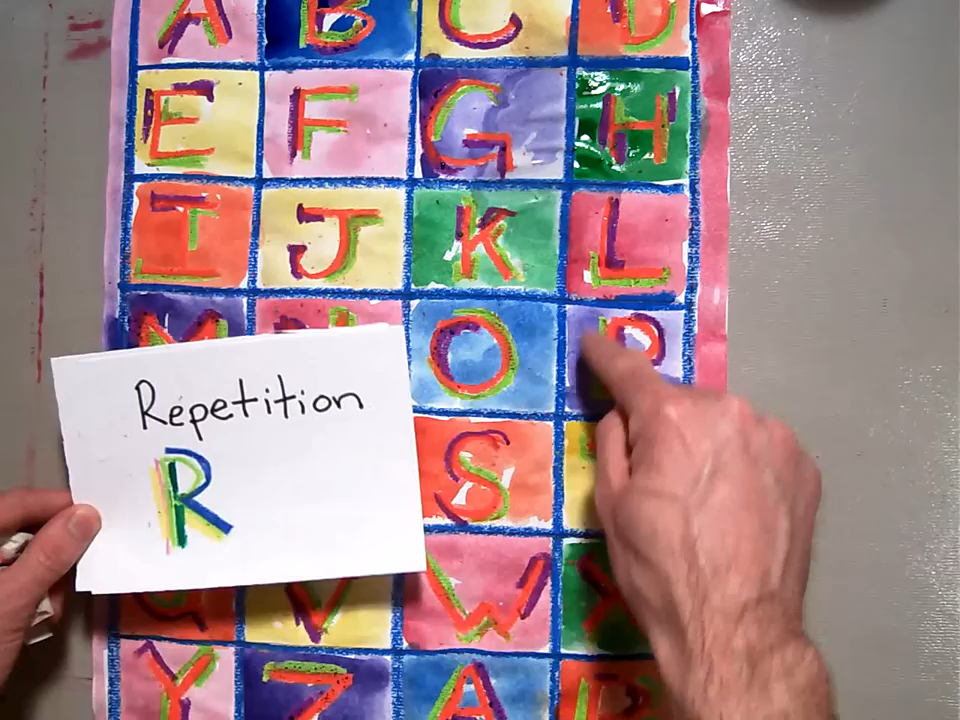 A B C D
E F G H
I J K L
M N O P
Repetition
R
S
U V W X
Y Z A B